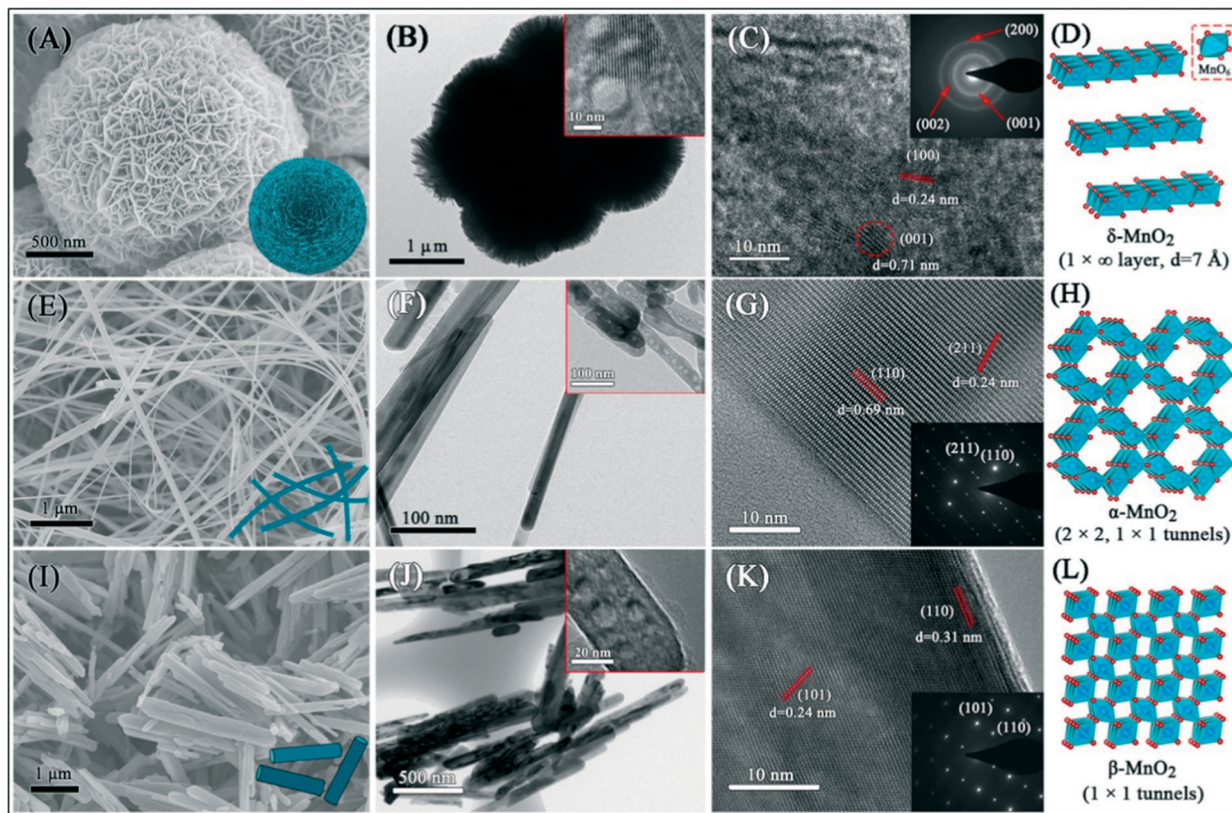 (A)
500 nm
(B)
10 nm
1 μm
(C)
(200)
(002)
(001)
(100)
d=0.24 nm
(001)
d=0.71 nm
10 nm
(D)
MnO₆
δ-MnO₂
(1 × ∞ layer, d=7 Å)
(E)
1 μm
(F)
100 nm
100 nm
(G)
(211)
d=0.24 nm
(110)
d=0.69 nm
(211)
(110)
10 nm
(H)
α-MnO₂
(2 × 2, 1 × 1 tunnels)
(I)
1 μm
(J)
20 nm
500 nm
(K)
(110)
d=0.31 nm
(101)
d=0.24 nm
(101)
(110)
10 nm
(L)
β-MnO₂
(1 × 1 tunnels)